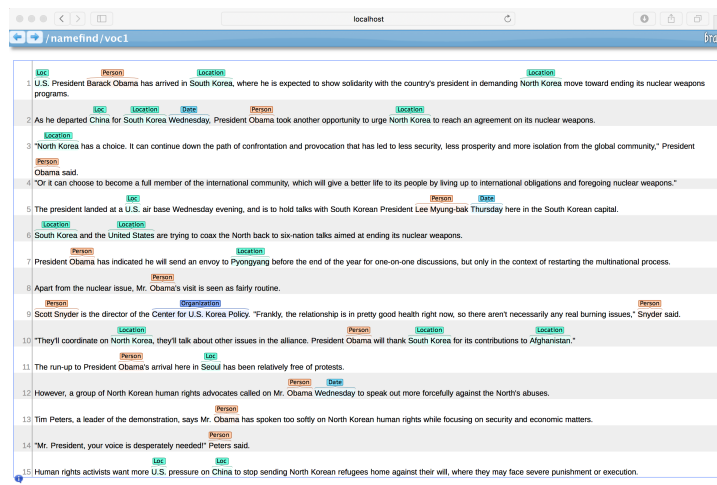 localhost
/namefind/voc1
Loc Person Location Location
1 U.S. President Barack Obama has arrived in South Korea, where he is expected to show solidarity with the country's president in demanding North Korea move toward ending its nuclear weapons
programs.
Loc Location Date Person Location
2 As he departed China for South Korea Wednesday, President Obama took another opportunity to urge North Korea to reach an agreement on its nuclear weapons.
Location
3 "North Korea has a choice. It can continue down the path of confrontation and provocation that has led to less security, less prosperity and more isolation from the global community," President
Person
Obama said.
4 "Or it can choose to become a full member of the international community, which will give a better life to its people by living up to international obligations and foregoing nuclear weapons."
Loc Person Date
5 The president landed at a U.S. air base Wednesday evening, and is to hold talks with South Korean President Lee Myung-bak Thursday here in the South Korean capital.
Location Location
6 South Korea and the United States are trying to coax the North back to six-nation talks aimed at ending its nuclear weapons.
Person Location
7 President Obama has indicated he will send an envoy to Pyongyang before the end of the year for one-on-one discussions, but only in the context of restarting the multinational process.
Person
8 Apart from the nuclear issue, Mr. Obama's visit is seen as fairly routine.
Person Organization Person
9 Scott Snyder is the director of the Center for U.S. Korea Policy. "Frankly, the relationship is in pretty good health right now, so there aren't necessarily any real burning issues," Snyder said.
Location Person Location Location
10 "They'll coordinate on North Korea, they'll talk about other issues in the alliance. President Obama will thank South Korea for its contributions to Afghanistan."
Person Loc
11 The run-up to President Obama's arrival here in Seoul has been relatively free of protests.
Person Date
12 However, a group of North Korean human rights advocates called on Mr. Obama Wednesday to speak out more forcefully against the North's abuses.
Person
13 Tim Peters, a leader of the demonstration, says Mr. Obama has spoken too softly on North Korean human rights while focusing on security and economic matters.
Person
14 "Mr. President, your voice is desperately needed!" Peters said.
Loc Loc
15 Human rights activists want more U.S. pressure on China to stop sending North Korean refugees home against their will, where they may face severe punishment or execution.